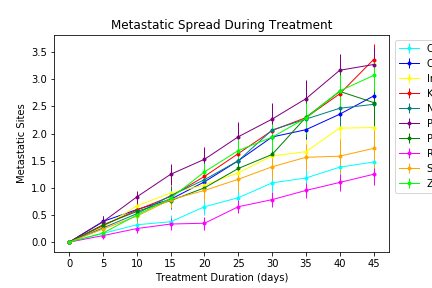 Metastatic Spread During Treatment
3.5
3.0
2.5
2.0
1.5
1.0
0.5
0.0
Metastatic Sites
0 5 10 15 20 25 30 35 40 45
Treatment Duration (days)
C
C
K
P
P
R
S
Z